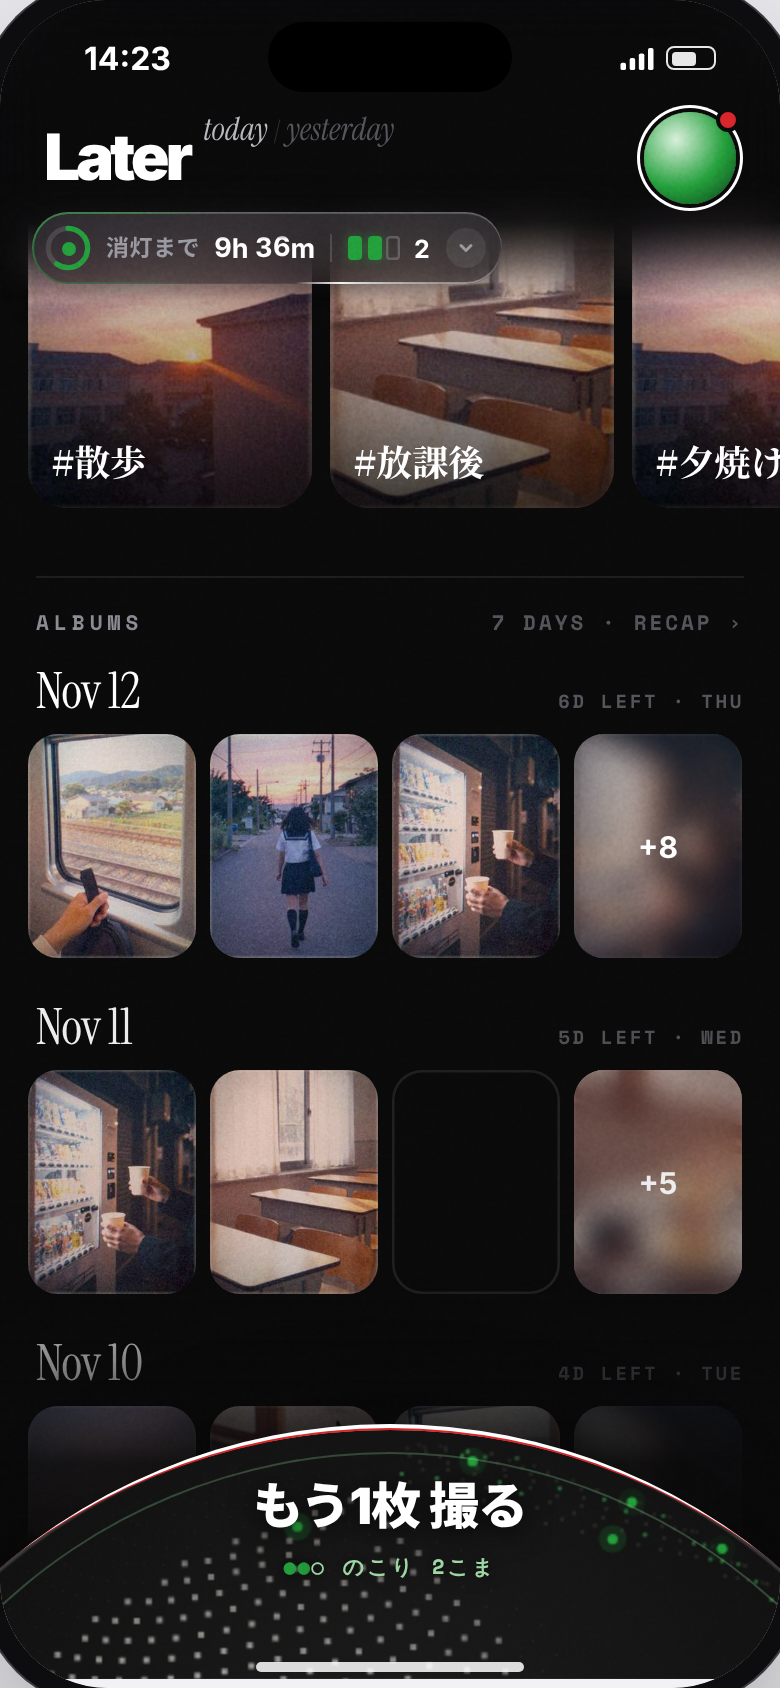 14:23
Later today / yesterday
消灯まで 9h 36m 2
#散歩 #放課後 #夕焼け
ALBUMS 7 DAYS · RECAP ›
Nov 12 6D LEFT · THU
+8
Nov 11 5D LEFT · WED
+5
Nov 10 4D LEFT · TUE
もう1枚 撮る
のこり 2こま